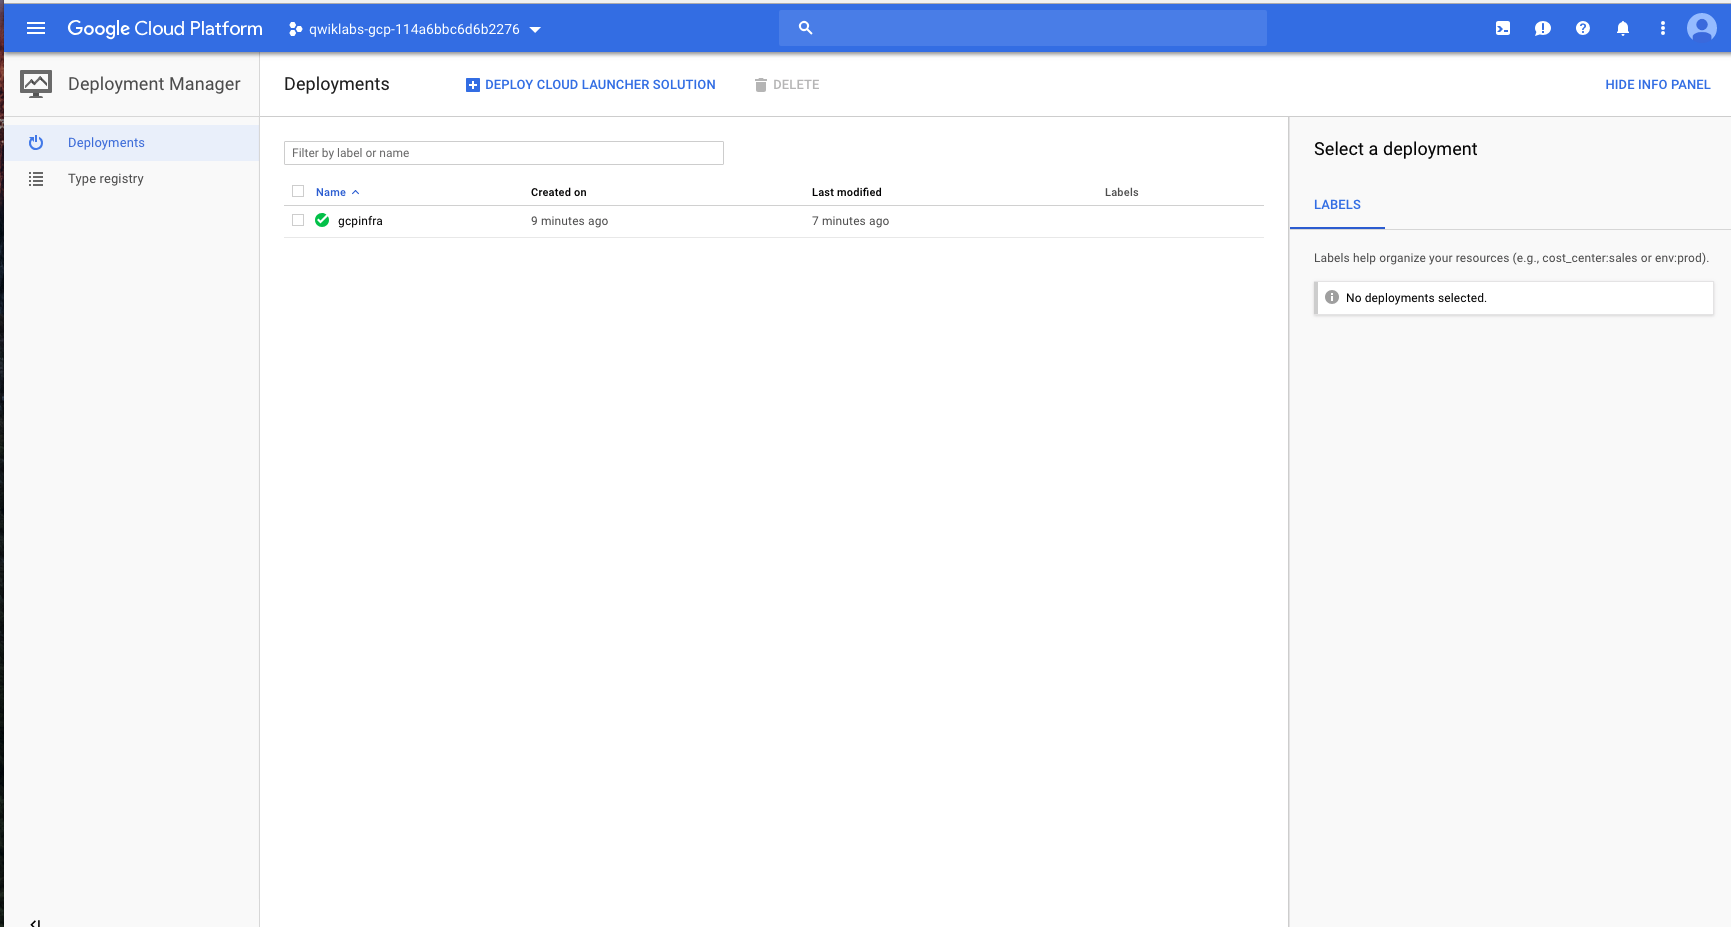 Google Cloud Platform
qwiklabs-gcp-114a6bbc6d6b2276
Deployment Manager
Deployments
DEPLOY CLOUD LAUNCHER SOLUTION
DELETE
HIDE INFO PANEL
Deployments
Type registry
Filter by label or name
Name
Created on
Last modified
Labels
gcpinfra
9 minutes ago
7 minutes ago
Select a deployment
LABELS
Labels help organize your resources (e.g., cost_center:sales or env:prod).
No deployments selected.